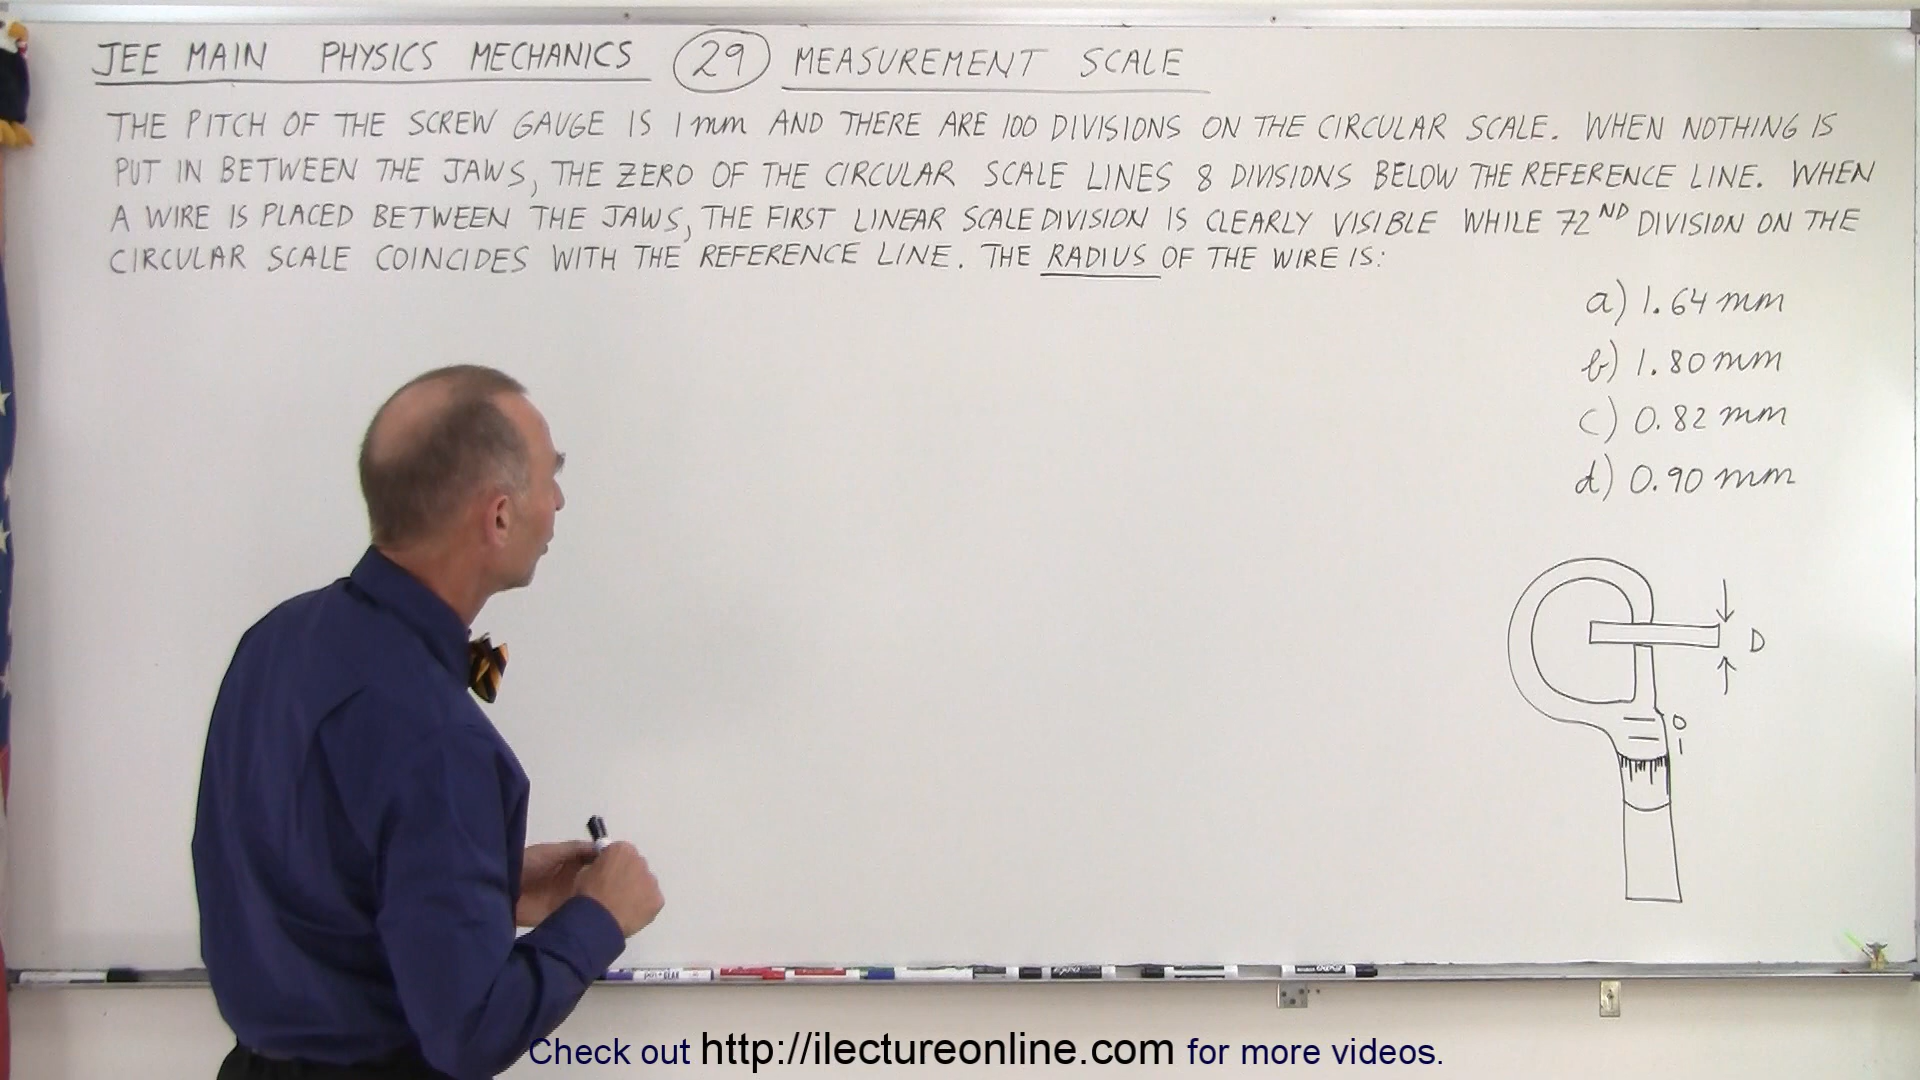 JEE MAIN PHYSICS MECHANICS 29 MEASUREMENT SCALE
THE PITCH OF THE SCREW GAUGE IS 1mm AND THERE ARE 100 DIVISIONS ON THE CIRCULAR SCALE. WHEN NOTHING IS
PUT IN BETWEEN THE JAWS, THE ZERO OF THE CIRCULAR SCALE LINES 8 DIVISIONS BELOW THE REFERENCE LINE. WHEN
A WIRE IS PLACED BETWEEN THE JAWS, THE FIRST LINEAR SCALE DIVISION IS CLEARLY VISIBLE WHILE 72ND DIVISION ON THE
CIRCULAR SCALE COINCIDES WITH THE REFERENCE LINE. THE RADIUS OF THE WIRE IS:
a) 1.64 mm
b) 1.80 mm
c) 0.82 mm
d) 0.90 mm
D
0
1
Check out http://ilectureonline.com for more videos.